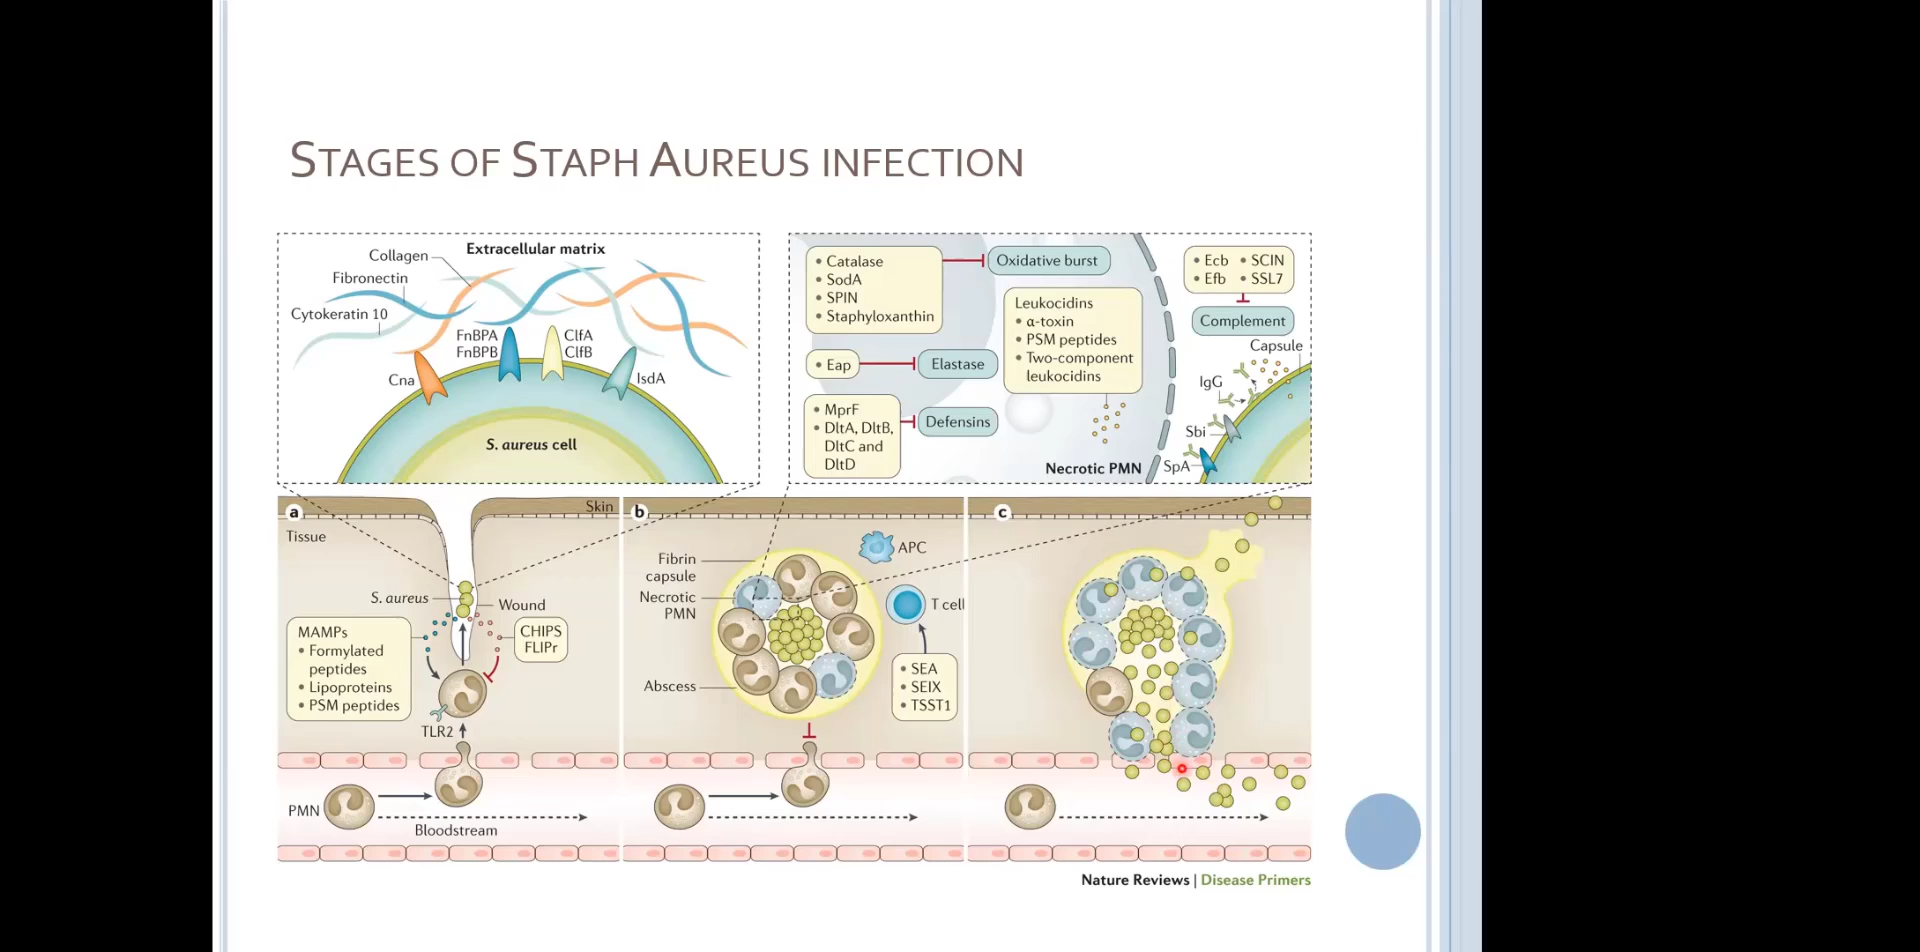 STAGES OF STAPH AUREUS INFECTION
Extracellular matrix
Collagen
Fibronectin
Cytokeratin 10
FnBPA
FnBPB
ClfA
ClfB
Cna
IsdA
S. aureus cell
• Catalase
• SodA
• SPIN
• Staphyloxanthin
Oxidative burst
• Eap
Elastase
• MprF
• DltA, DltB,
DltC and
DltD
Defensins
Leukocidins
• α-toxin
• PSM peptides
• Two-component
leukocidins
Necrotic PMN
• Ecb • SCIN
• Efb • SSL7
Complement
Capsule
IgG
Sbi
SpA
a
Skin
Tissue
S. aureus
Wound
MAMPs
• Formylated
peptides
• Lipoproteins
• PSM peptides
CHIPS
FLIPr
TLR2
PMN
Bloodstream
b
Fibrin
capsule
Necrotic
PMN
Abscess
APC
T cell
• SEA
• SEIX
• TSST1
c
Nature Reviews | Disease Primers